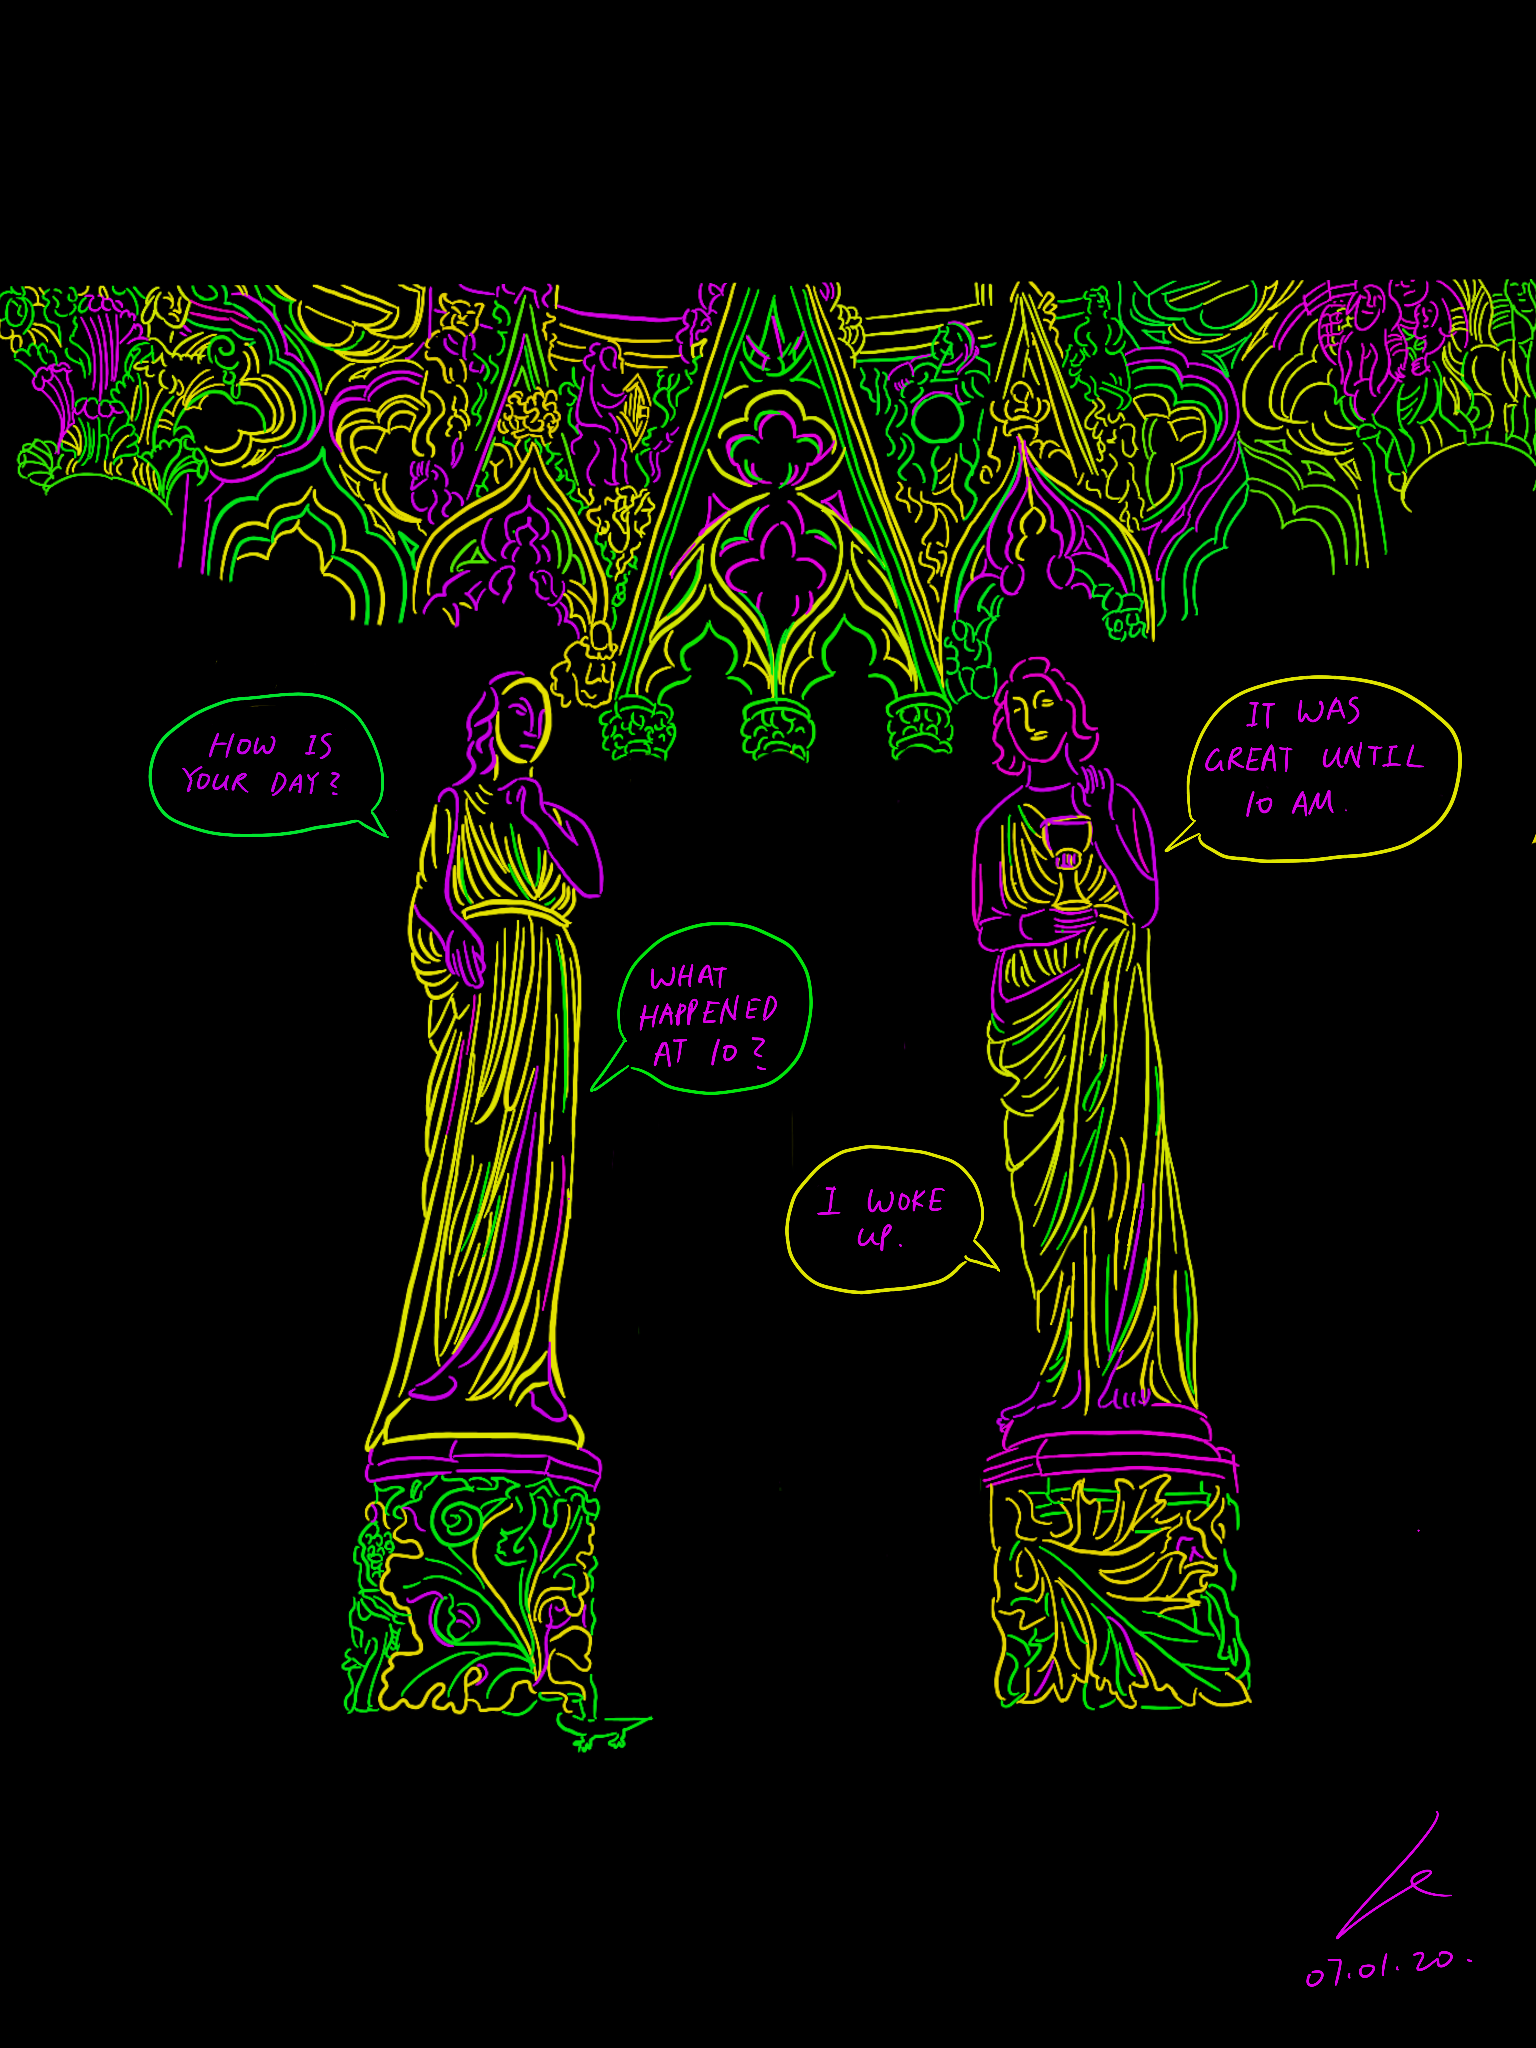 HOW IS
YOUR DAY?
IT WAS
GREAT UNTIL
10 AM.
WHAT
HAPPENED
AT 10?
I WOKE
UP.
07.01.20.